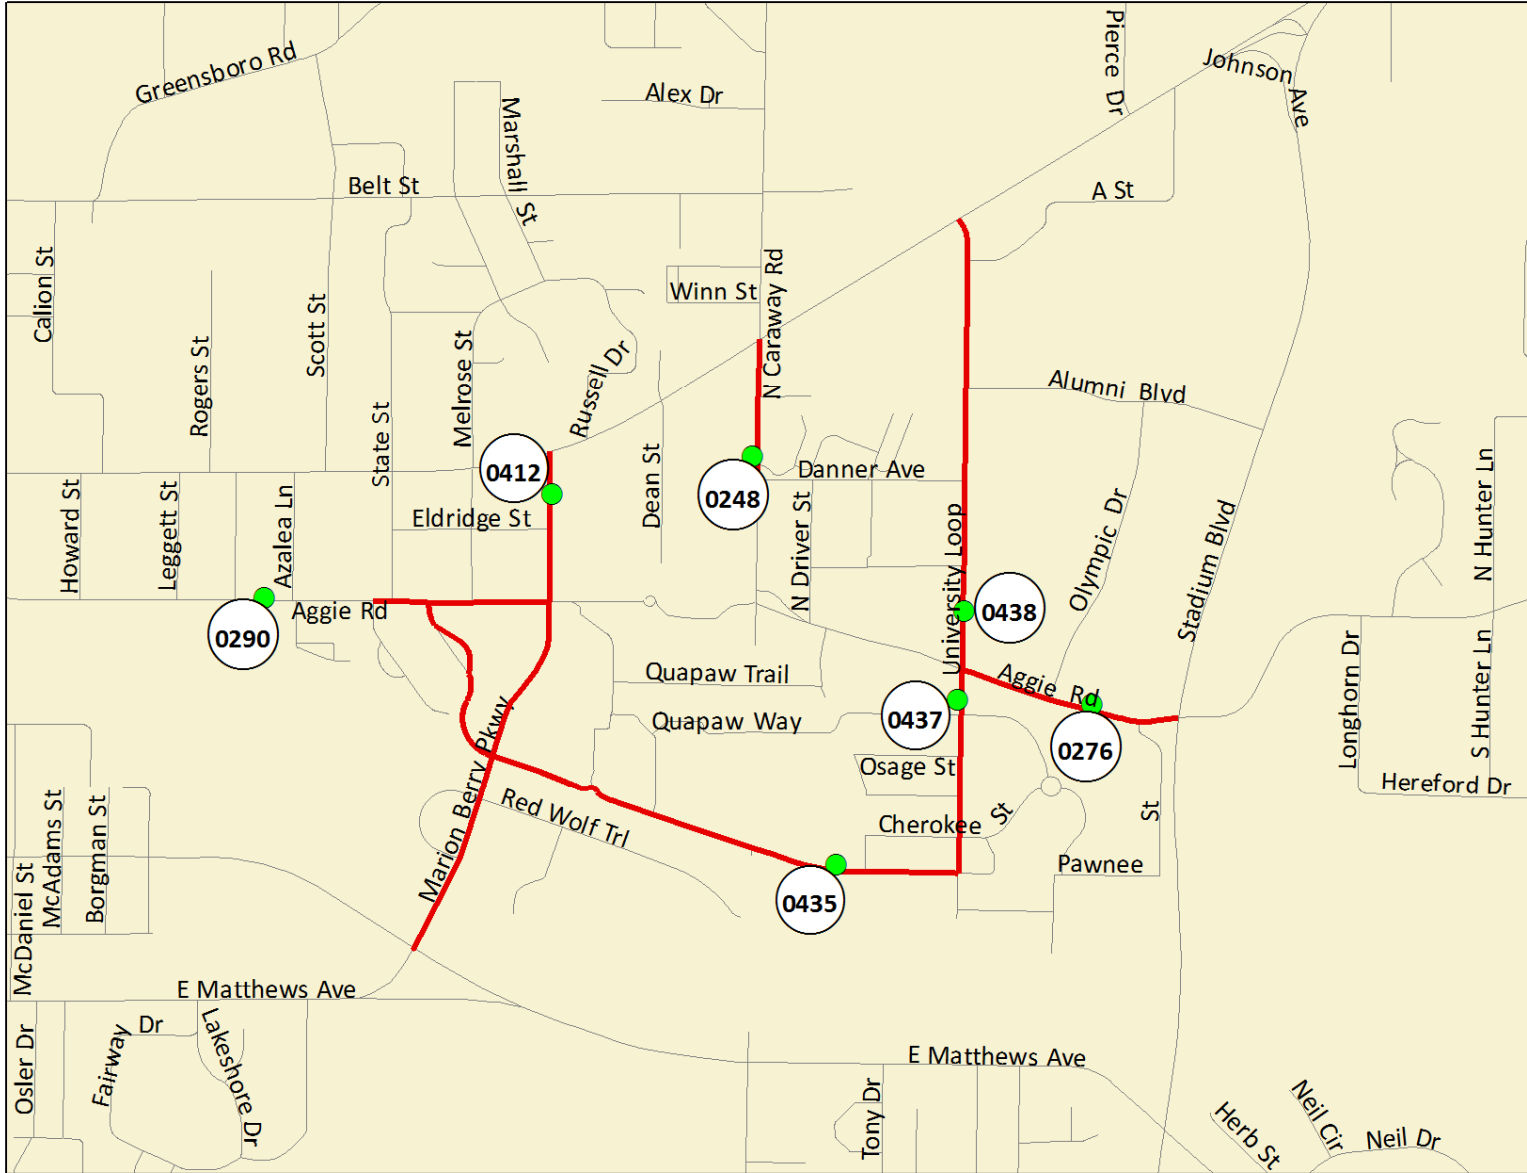 Greensboro Rd
Alex Dr
Pierce Dr
Johnson Ave
Marshall St
Belt St
A St
Calion St
Rogers St
Scott St
State St
Melrose St
Russell Dr
Winn St
N Caraway Rd
Alumni Blvd
0412
0248
Danner Ave
Howard St
Leggett St
Azalea Ln
Eldridge St
Dean St
N Driver St
University Loop
Olympic Dr
Stadium Blvd
N Hunter Ln
0290
Aggie Rd
0438
Quapaw Trail
Aggie Rd
Longhorn Dr
S Hunter Ln
Quapaw Way
0437
0276
Marion Berry Pkwy
Osage St
Hereford Dr
McDaniel St
McAdams St
Borgman St
Red Wolf Trl
Cherokee St
Pawnee St
0435
E Matthews Ave
Osler Dr
Fairway Dr
Lakeshore Dr
E Matthews Ave
Tony Dr
Herb St
Neil Cir
Neil Dr